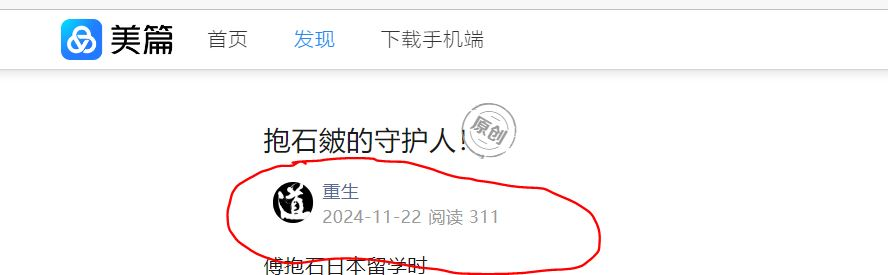 美篇 首页 发现 下载手机端
抱石皴的守护人!
原创
道
重生
2024-11-22 阅读 311
傅抱石日本留学时